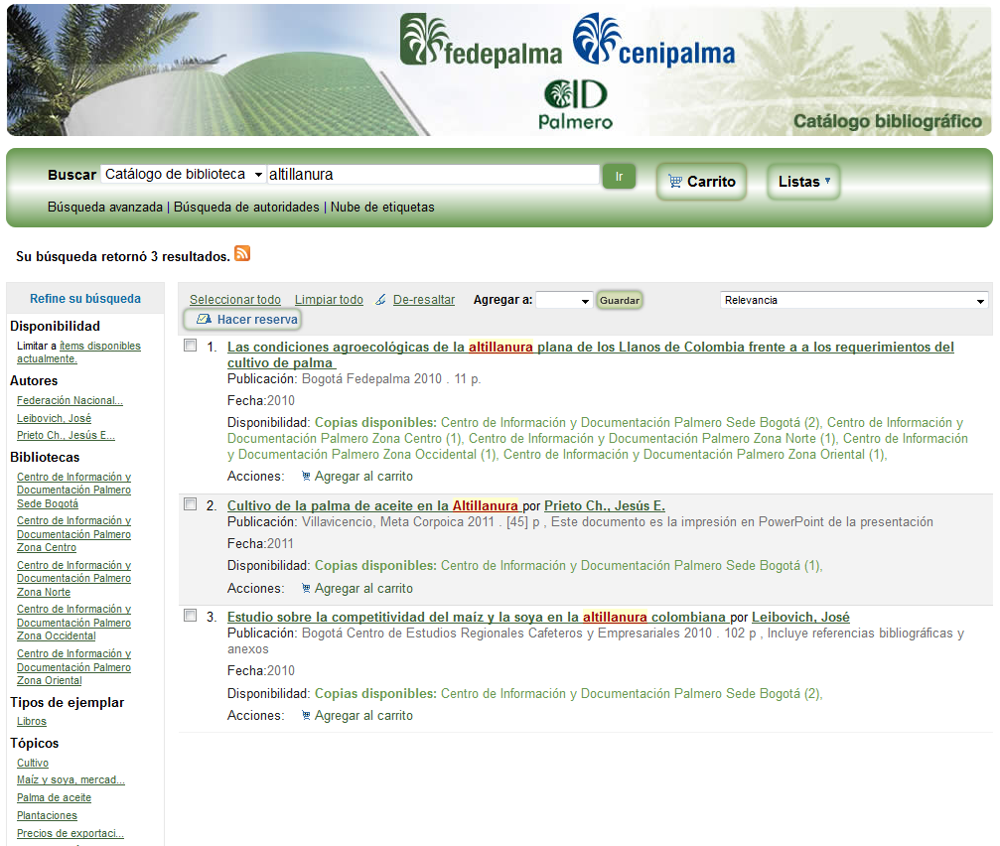 fedepalma cenipalma
CID
Palmero
Catálogo bibliográfico
Buscar Catálogo de biblioteca altillanura Ir Carrito Listas
Búsqueda avanzada | Búsqueda de autoridades | Nube de etiquetas
Su búsqueda retornó 3 resultados.
Refine su búsqueda
Disponibilidad
Limitar a ítems disponibles
actualmente.
Autores
Federación Nacional...
Leibovich, José
Prieto Ch., Jesús E...
Bibliotecas
Centro de Información y
Documentación Palmero
Sede Bogotá
Centro de Información y
Documentación Palmero
Zona Centro
Centro de Información y
Documentación Palmero
Zona Norte
Centro de Información y
Documentación Palmero
Zona Occidental
Centro de Información y
Documentación Palmero
Zona Oriental
Tipos de ejemplar
Libros
Tópicos
Cultivo
Maíz y soya, mercad...
Palma de aceite
Plantaciones
Precios de exportaci...
Seleccionar todo Limpiar todo De-resaltar Agregar a: Guardar Relevancia
Hacer reserva
1. Las condiciones agroecológicas de la altillanura plana de los Llanos de Colombia frente a a los requerimientos del
cultivo de palma
Publicación: Bogotá Fedepalma 2010 . 11 p.
Fecha:2010
Disponibilidad: Copias disponibles: Centro de Información y Documentación Palmero Sede Bogotá (2), Centro de Información y
Documentación Palmero Zona Centro (1), Centro de Información y Documentación Palmero Zona Norte (1), Centro de Información
y Documentación Palmero Zona Occidental (1), Centro de Información y Documentación Palmero Zona Oriental (1),
Acciones: Agregar al carrito
2. Cultivo de la palma de aceite en la Altillanura por Prieto Ch., Jesús E.
Publicación: Villavicencio, Meta Corpoica 2011 . [45] p , Este documento es la impresión en PowerPoint de la presentación
Fecha:2011
Disponibilidad: Copias disponibles: Centro de Información y Documentación Palmero Sede Bogotá (1),
Acciones: Agregar al carrito
3. Estudio sobre la competitividad del maíz y la soya en la altillanura colombiana por Leibovich, José
Publicación: Bogotá Centro de Estudios Regionales Cafeteros y Empresariales 2010 . 102 p , Incluye referencias bibliográficas y
anexos
Fecha:2010
Disponibilidad: Copias disponibles: Centro de Información y Documentación Palmero Sede Bogotá (2),
Acciones: Agregar al carrito